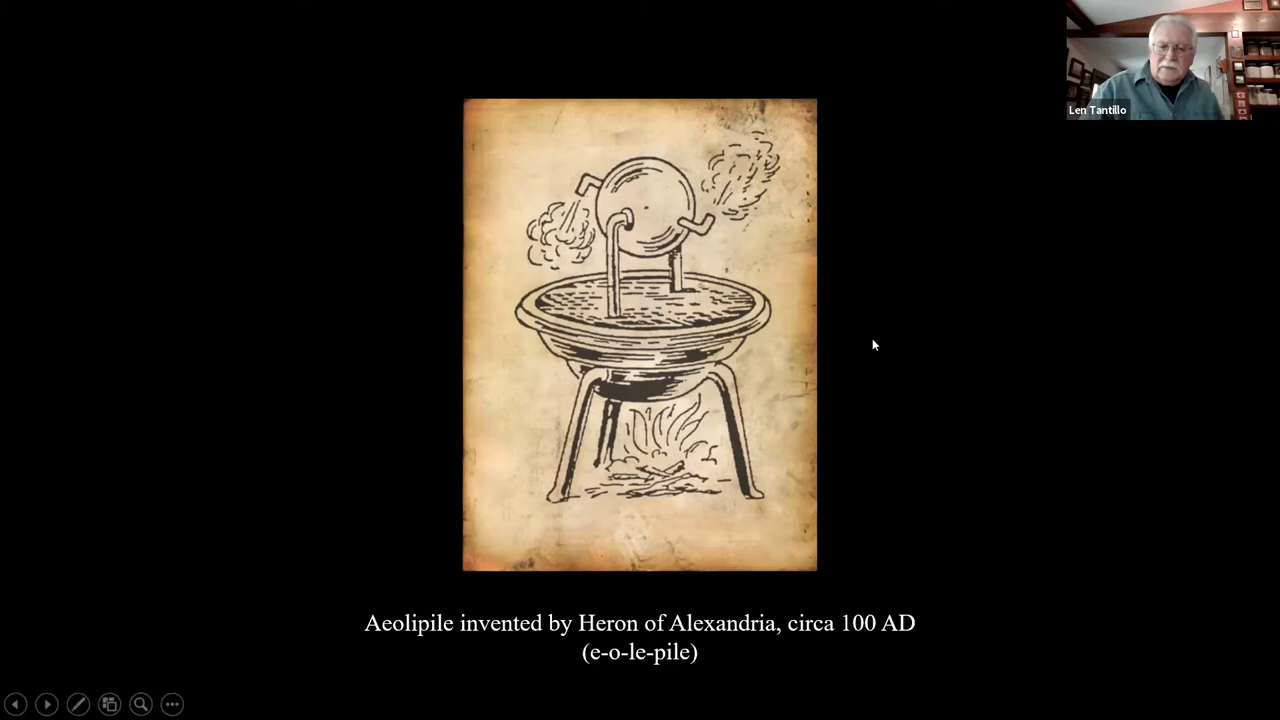 Len Tantillo
Aeolipile invented by Heron of Alexandria, circa 100 AD
(e-o-le-pile)